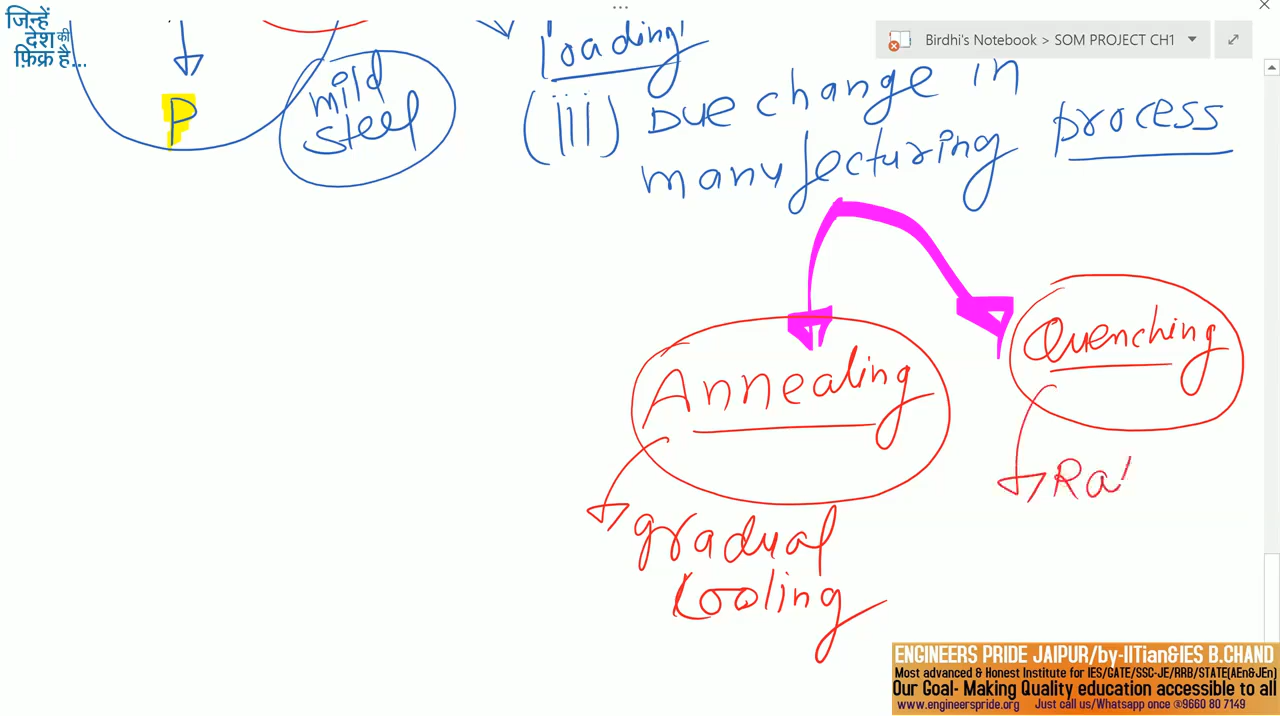 जिन्हें
देश की
फ़िक्र है...
Birdhi's Notebook > SOM PROJECT CH1
P
mild
steel
loading
(iii) Due change in
manufecturing process
Annealing
Quenching
gradual
cooling
Ra
ENGINEERS PRIDE JAIPUR/by-IITian&IES B.CHAND
Most advanced & Honest Institute for IES/GATE/SSC-JE/RRB/STATE(AEn&JEn)
Our Goal- Making Quality education accessible to all
www.engineerspride.org Just call us/Whatsapp once @9660 80 7149